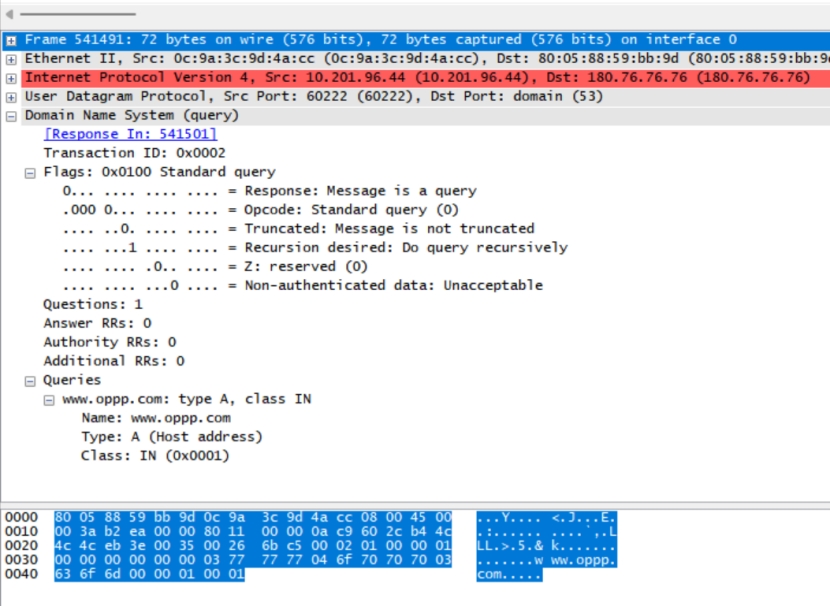 Frame 541491: 72 bytes on wire (576 bits), 72 bytes captured (576 bits) on interface 0
Ethernet II, Src: 0c:9a:3c:9d:4a:cc (0c:9a:3c:9d:4a:cc), Dst: 80:05:88:59:bb:9d (80:05:88:59:bb:9d
Internet Protocol Version 4, Src: 10.201.96.44 (10.201.96.44), Dst: 180.76.76.76 (180.76.76.76)
User Datagram Protocol, Src Port: 60222 (60222), Dst Port: domain (53)
Domain Name System (query)
[Response In: 541501]
Transaction ID: 0x0002
Flags: 0x0100 Standard query
0... .... .... .... = Response: Message is a query
.000 0... .... .... = Opcode: Standard query (0)
.... ..0. .... .... = Truncated: Message is not truncated
.... ...1 .... .... = Recursion desired: Do query recursively
.... .... .0.. .... = Z: reserved (0)
.... .... ...0 .... = Non-authenticated data: Unacceptable
Questions: 1
Answer RRs: 0
Authority RRs: 0
Additional RRs: 0
Queries
www.oppp.com: type A, class IN
Name: www.oppp.com
Type: A (Host address)
Class: IN (0x0001)
0000 80 05 88 59 bb 9d 0c 9a 3c 9d 4a cc 08 00 45 00 ...Y.... <.J...E.
0010 00 3a b2 ea 00 00 80 11 00 00 0a c9 60 2c b4 4c .:...... ....`,.L
0020 4c 4c eb 3e 00 35 00 26 6b c5 00 02 01 00 00 01 LL.>.5.& k.......
0030 00 00 00 00 00 00 03 77 77 77 04 6f 70 70 70 03 .......w ww.oppp.
0040 63 6f 6d 00 00 01 00 01 com.....